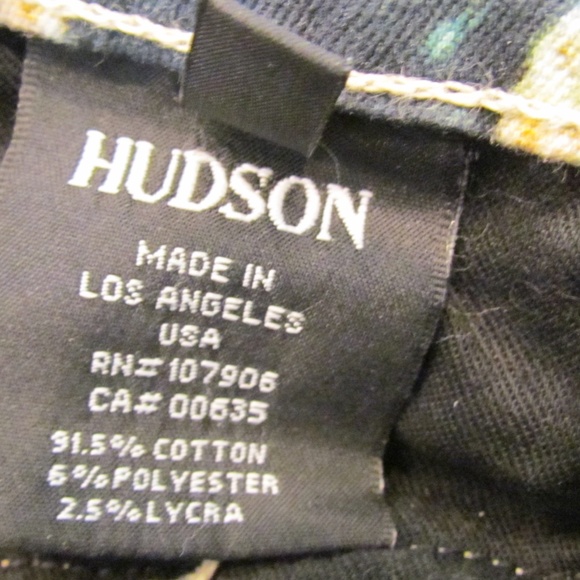 HUDSON
MADE IN
LOS ANGELES
USA
RN# 107906
CA# 00635
91.5% COTTON
6% POLYESTER
2.5% LYCRA